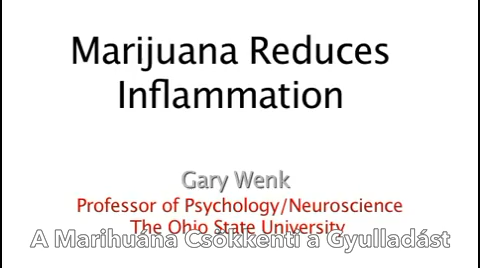 Marijuana Reduces
Inflammation
Gary Wenk
Professor of Psychology/Neuroscience
The Ohio State University
A Marihuána Csökkenti a Gyulladást